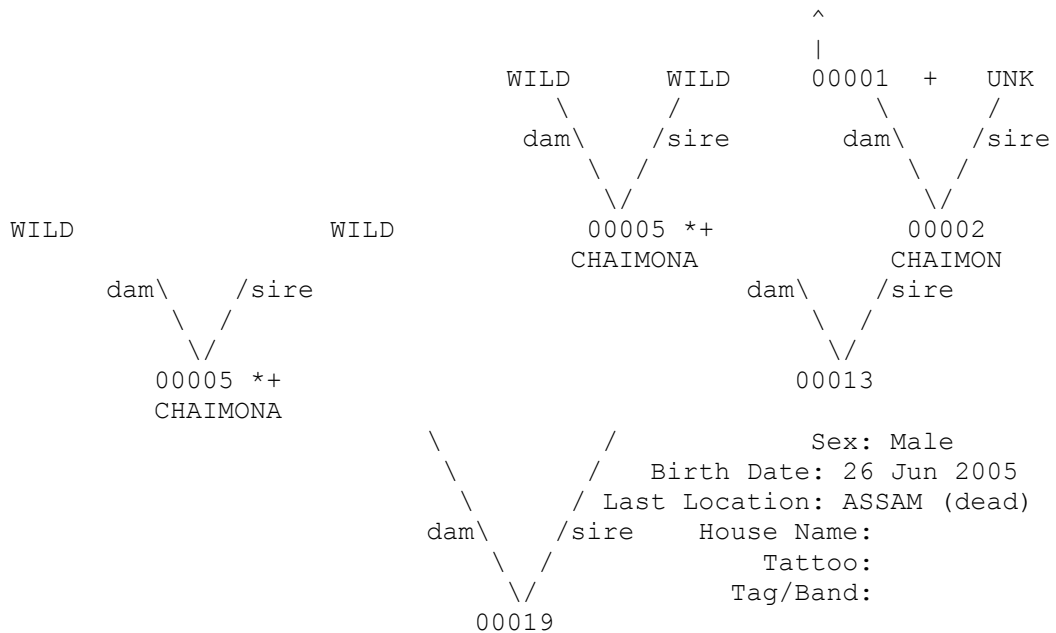 ^
|
WILD WILD 00001 + UNK
\ / \ /
dam\ /sire dam\ /sire
\ / \ /
\/ \/
WILD WILD 00005 *+ 00002
CHAIMONA CHAIMON
dam\ /sire dam\ /sire
\ / \ /
\/ \/
00005 *+ 00013
CHAIMONA
\ / Sex: Male
\ / Birth Date: 26 Jun 2005
\ / Last Location: ASSAM (dead)
dam\ /sire House Name:
\ / Tattoo:
\/ Tag/Band:
00019